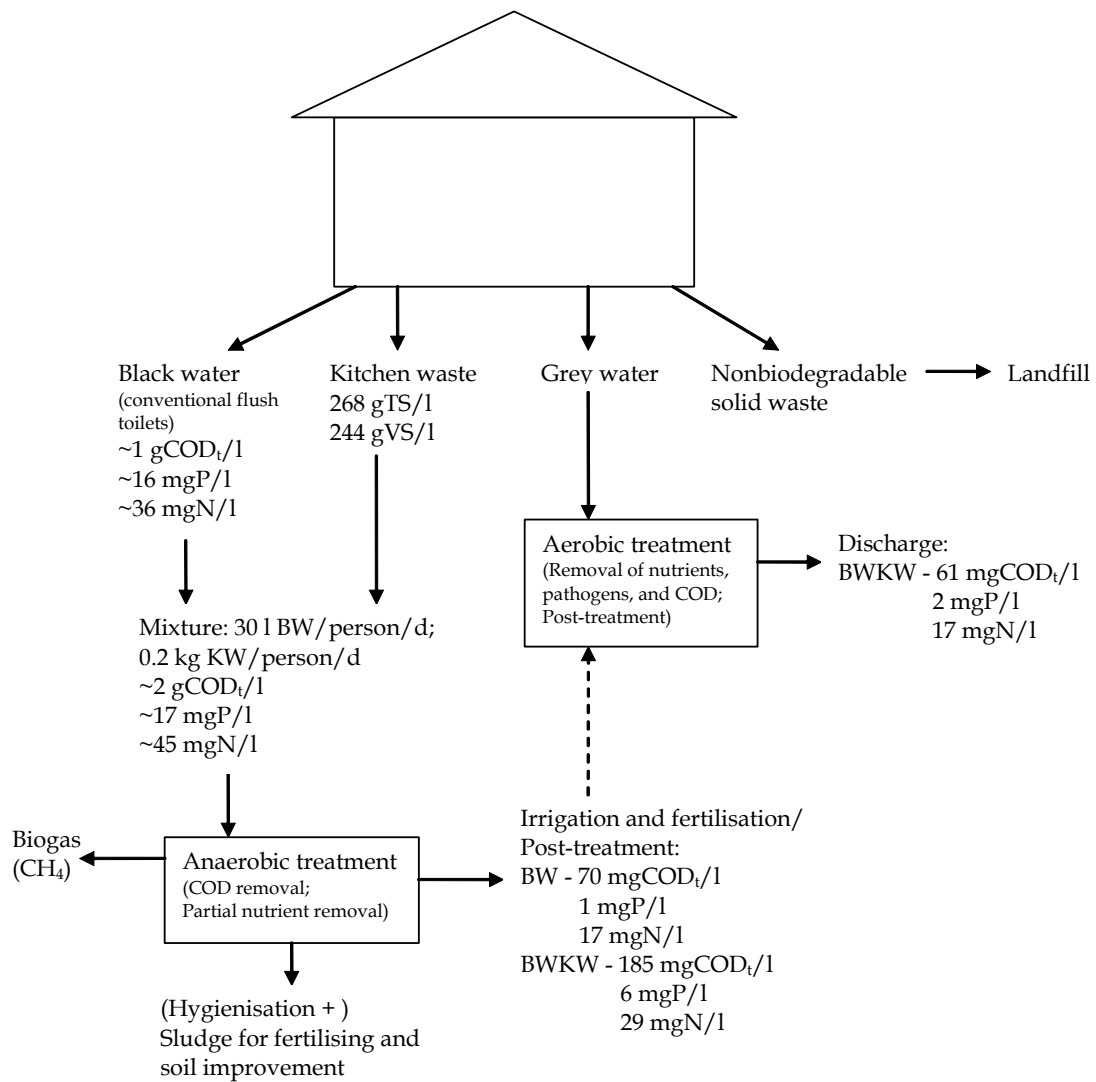 Black water
(conventional flush
toilets)
~1 gCODₜ/l
~16 mgP/l
~36 mgN/l
Kitchen waste
268 gTS/l
244 gVS/l
Grey water
Nonbiodegradable
solid waste
Landfill
Aerobic treatment
(Removal of nutrients,
pathogens, and COD;
Post-treatment)
Discharge:
BWKW - 61 mgCODₜ/l
2 mgP/l
17 mgN/l
Mixture: 30 l BW/person/d;
0.2 kg KW/person/d
~2 gCODₜ/l
~17 mgP/l
~45 mgN/l
Biogas
(CH₄)
Anaerobic treatment
(COD removal;
Partial nutrient removal)
Irrigation and fertilisation/
Post-treatment:
BW - 70 mgCODₜ/l
1 mgP/l
17 mgN/l
BWKW - 185 mgCODₜ/l
6 mgP/l
29 mgN/l
(Hygienisation + )
Sludge for fertilising and
soil improvement